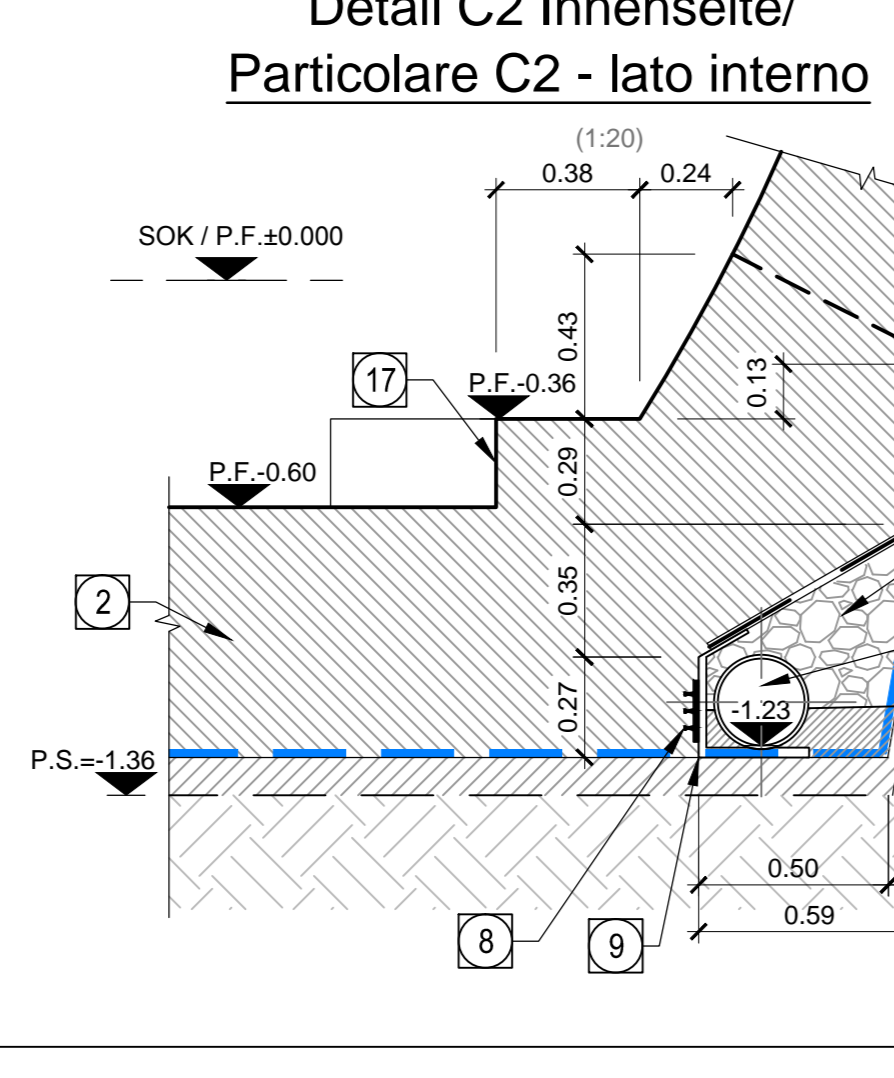 Detail C2 Innenseite/
Particolare C2 - lato interno
(1:20)
0.38
0.24
SOK / P.F.±0.000
0.43
17
P.F.-0.36
0.13
P.F.-0.60
0.29
2
0.35
0.27
-1.23
P.S.=-1.36
0.50
0.59
8
9